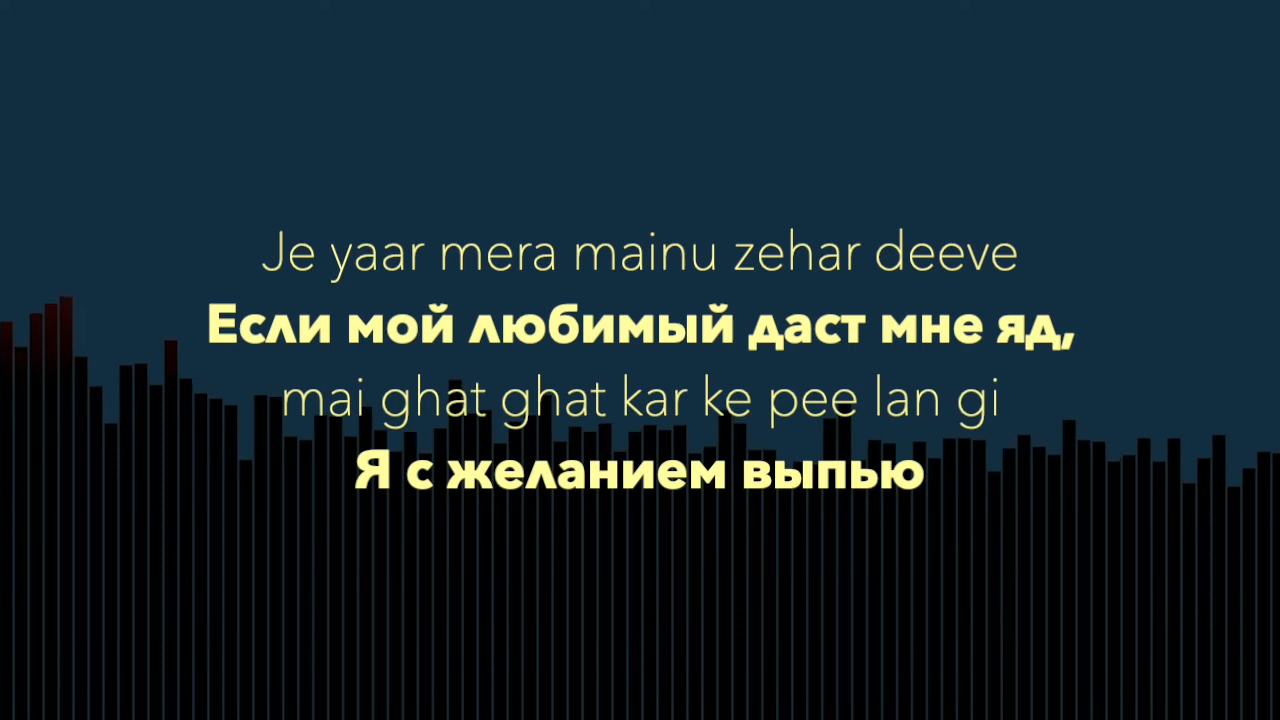 Je yaar mera mainu zehar deeve
Если мой любимый даст мне яд,
mai ghat ghat kar ke pee lan gi
Я с желанием выпью